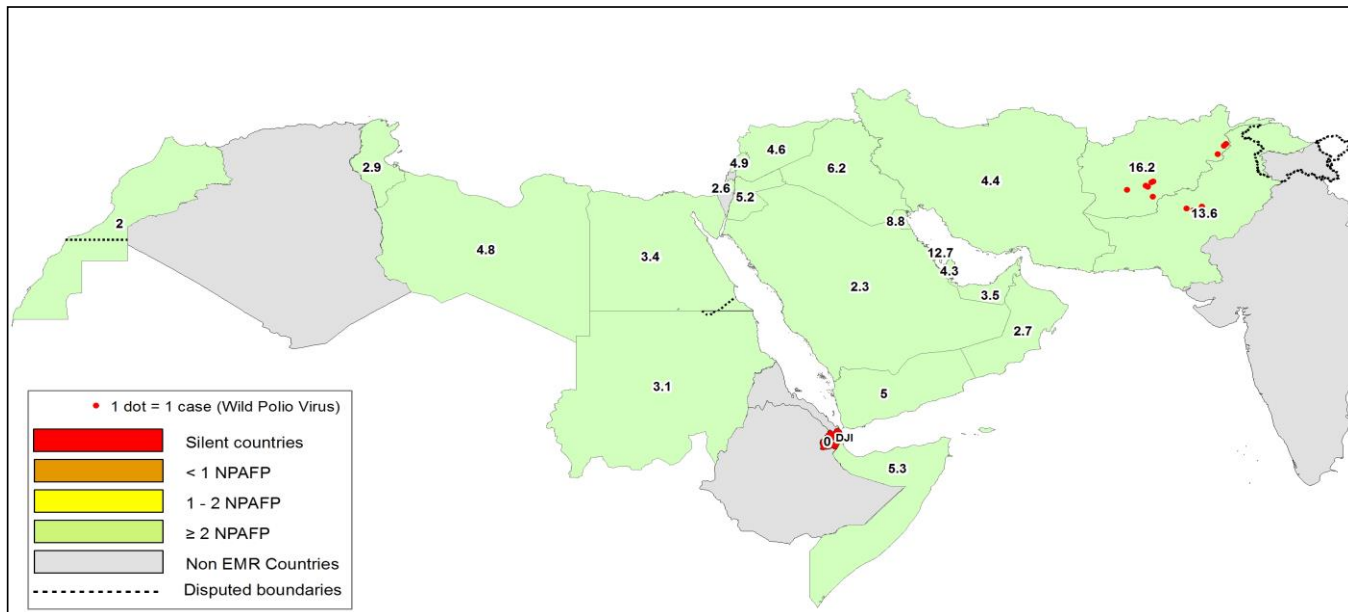 4.6
4.9
6.2
16.2
2.9
4.4
2.6
5.2
13.6
8.8
2
4.8
3.4
12.7
4.3
2.3
3.5
2.7
3.1
5
0 DJI
5.3
1 dot = 1 case (Wild Polio Virus)
Silent countries
< 1 NPAFP
1 - 2 NPAFP
≥ 2 NPAFP
Non EMR Countries
Disputed boundaries